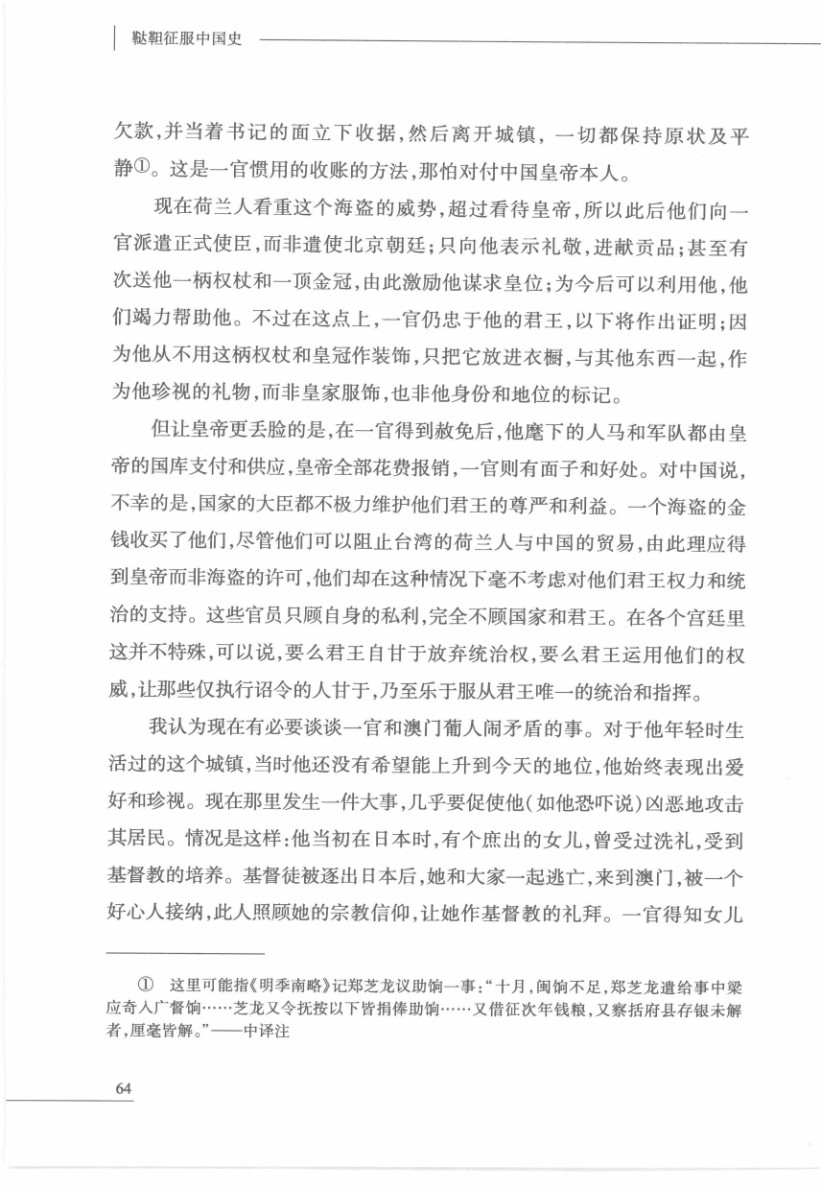 鞑靼征服中国史
欠款,并当着书记的面立下收据,然后离开城镇,一切都保持原状及平
静①。这是一官惯用的收账的方法,那怕对付中国皇帝本人。
现在荷兰人看重这个海盗的威势,超过看待皇帝,所以此后他们向一
官派遣正式使臣,而非遣使北京朝廷;只向他表示礼敬,进献贡品;甚至有
次送他一柄权杖和一顶金冠,由此激励他谋求皇位;为今后可以利用他,他
们竭力帮助他。不过在这点上,一官仍忠于他的君王,以下将作出证明;因
为他从不用这柄权杖和皇冠作装饰,只把它放进衣橱,与其他东西一起,作
为他珍视的礼物,而非皇家服饰,也非他身份和地位的标记。
但让皇帝更丢脸的是,在一官得到赦免后,他麾下的人马和军队都由皇
帝的国库支付和供应,皇帝全部花费报销,一官则有面子和好处。对中国说,
不幸的是,国家的大臣都不极力维护他们君王的尊严和利益。一个海盗的金
钱收买了他们,尽管他们可以阻止台湾的荷兰人与中国的贸易,由此理应得
到皇帝而非海盗的许可,他们却在这种情况下毫不考虑对他们君王权力和统
治的支持。这些官员只顾自身的私利,完全不顾国家和君王。在各个宫廷里
这并不特殊,可以说,要么君王自甘于放弃统治权,要么君王运用他们的权
威,让那些仅执行诏令的人甘于,乃至乐于服从君王唯一的统治和指挥。
我认为现在有必要谈谈一官和澳门葡人闹矛盾的事。对于他年轻时生
活过的这个城镇,当时他还没有希望能上升到今天的地位,他始终表现出爱
好和珍视。现在那里发生一件大事,几乎要促使他(如他恐吓说)凶恶地攻击
其居民。情况是这样:他当初在日本时,有个庶出的女儿,曾受过洗礼,受到
基督教的培养。基督徒被逐出日本后,她和大家一起逃亡,来到澳门,被一个
好心人接纳,此人照顾她的宗教信仰,让她作基督教的礼拜。一官得知女儿
① 这里可能指《明季南略》记郑芝龙议助饷一事:“十月,闽饷不足,郑芝龙遣给事中梁
应奇入广督饷……芝龙又令抚按以下皆捐俸助饷……又借征次年钱粮,又察括府县存银未解
者,厘毫皆解。”——中译注
64